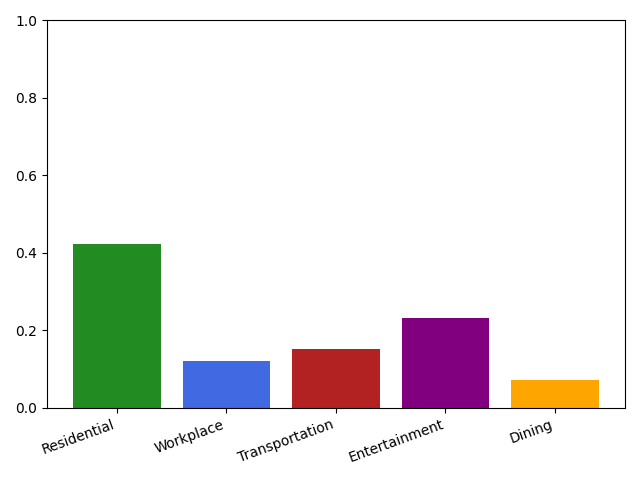 1.0
0.8
0.6
0.4
0.2
0.0
Residential
Workplace
Transportation
Entertainment
Dining